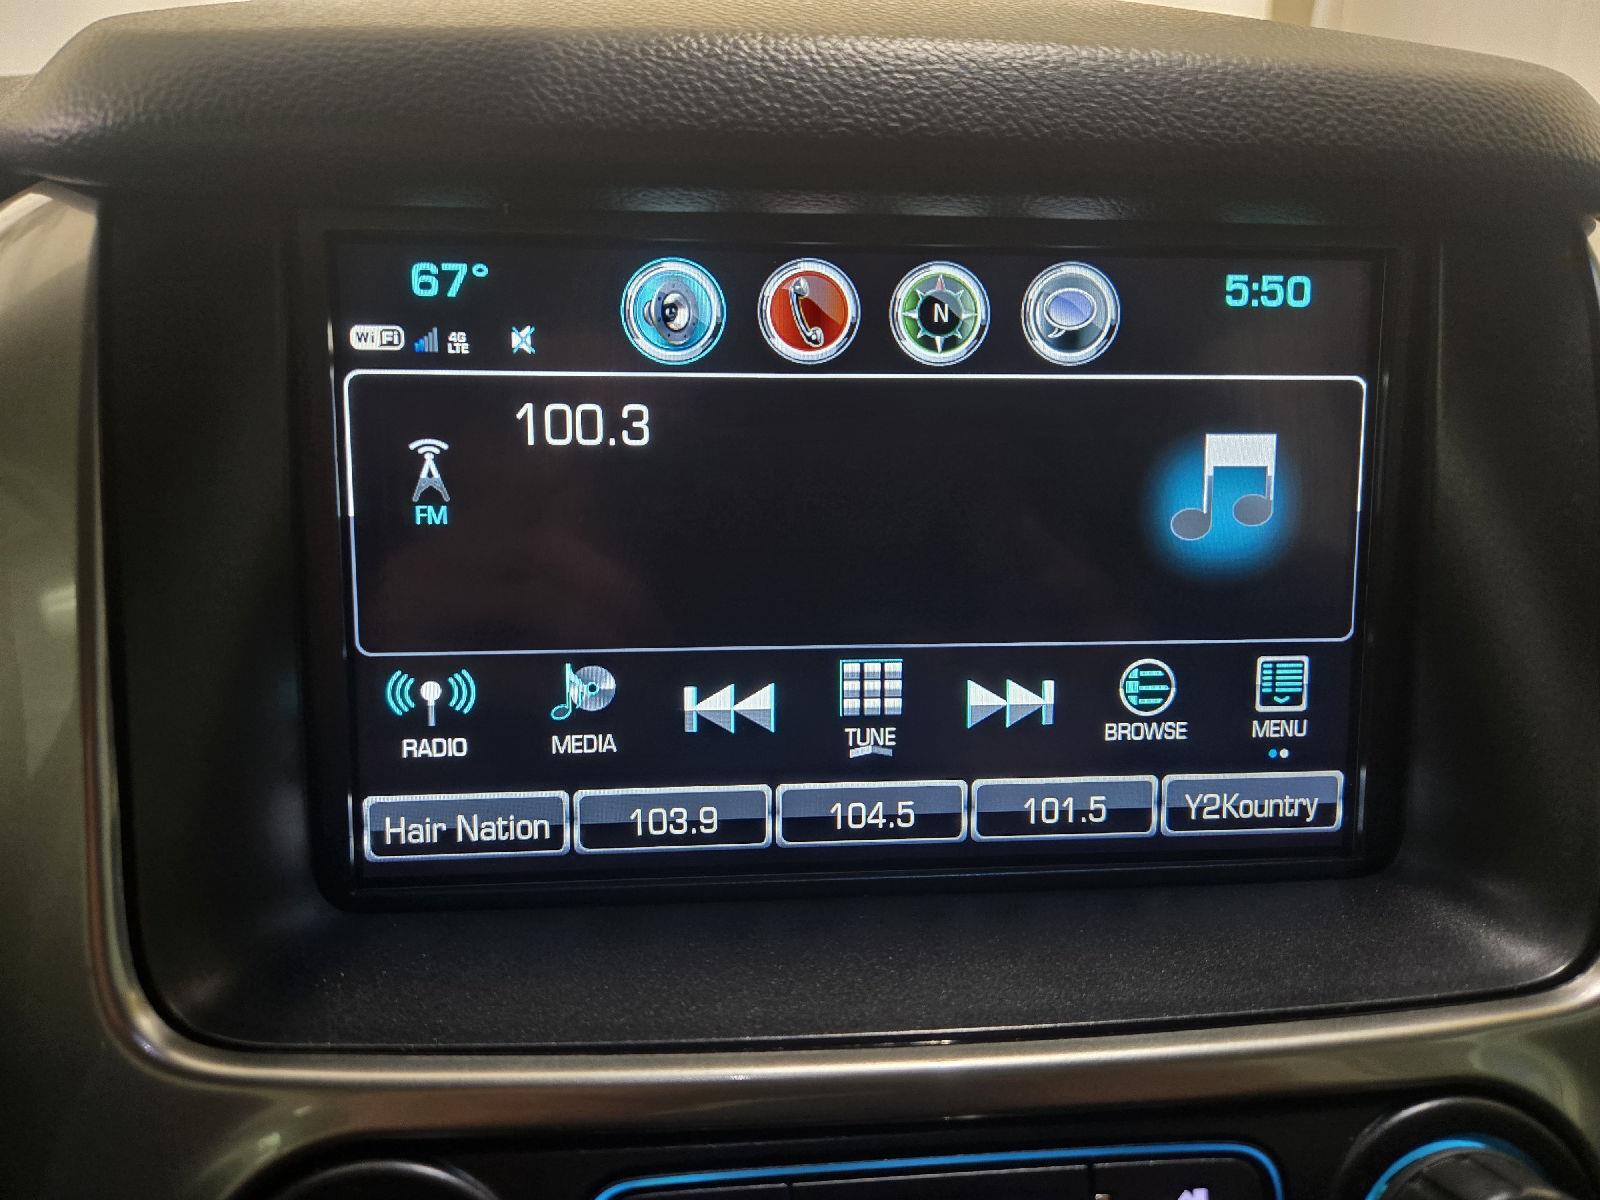 67°
5:50
WiFi
4G
LTE
N
100.3
FM
RADIO
MEDIA
TUNE
BROWSE
MENU
Hair Nation
103.9
104.5
101.5
Y2Kountry